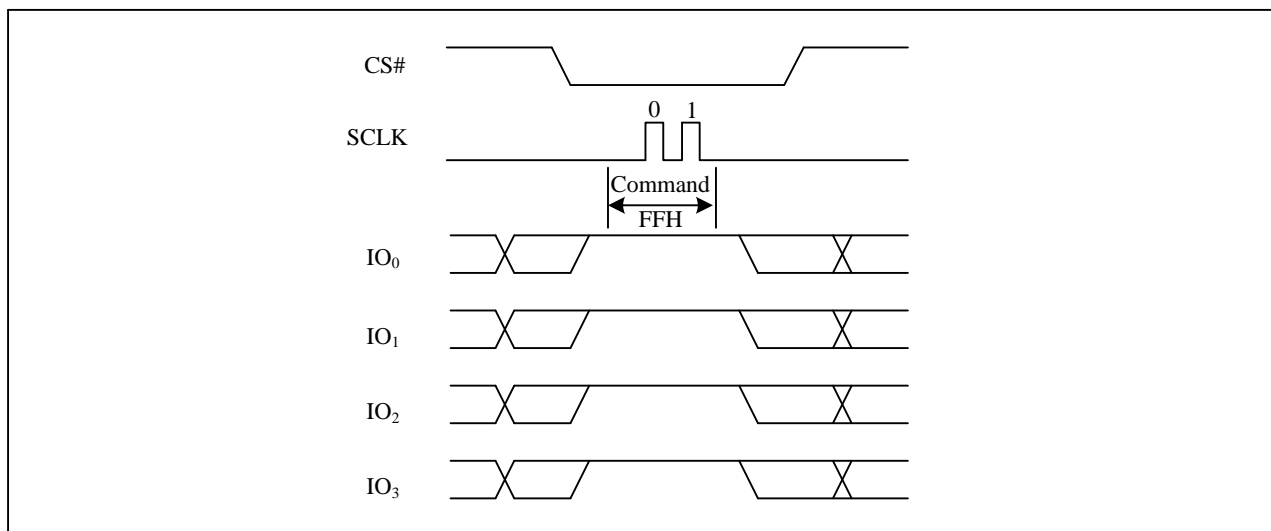 CS#
0 1
SCLK
Command
FFH
IO₀
IO₁
IO₂
IO₃